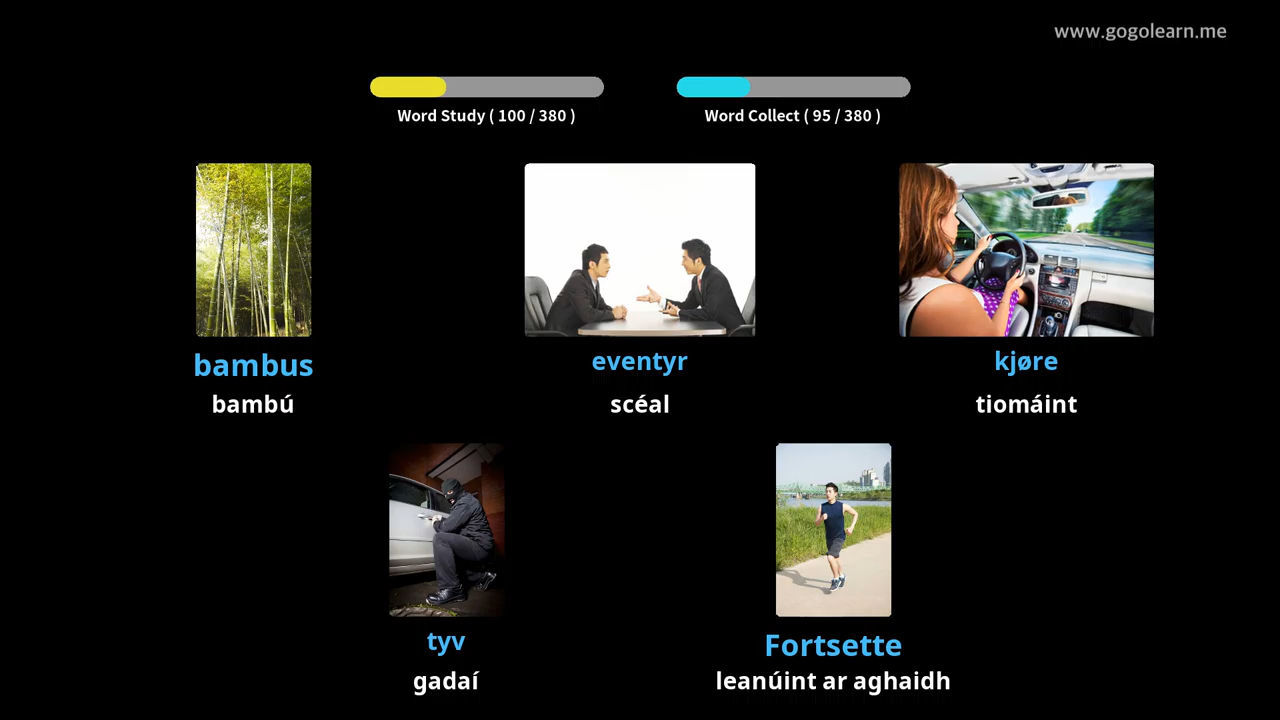 www.gogolearn.me
Word Study ( 100 / 380 )
Word Collect ( 95 / 380 )
bambus
bambú
eventyr
scéal
kjøre
tiomáint
tyv
gadaí
Fortsette
leanúint ar aghaidh